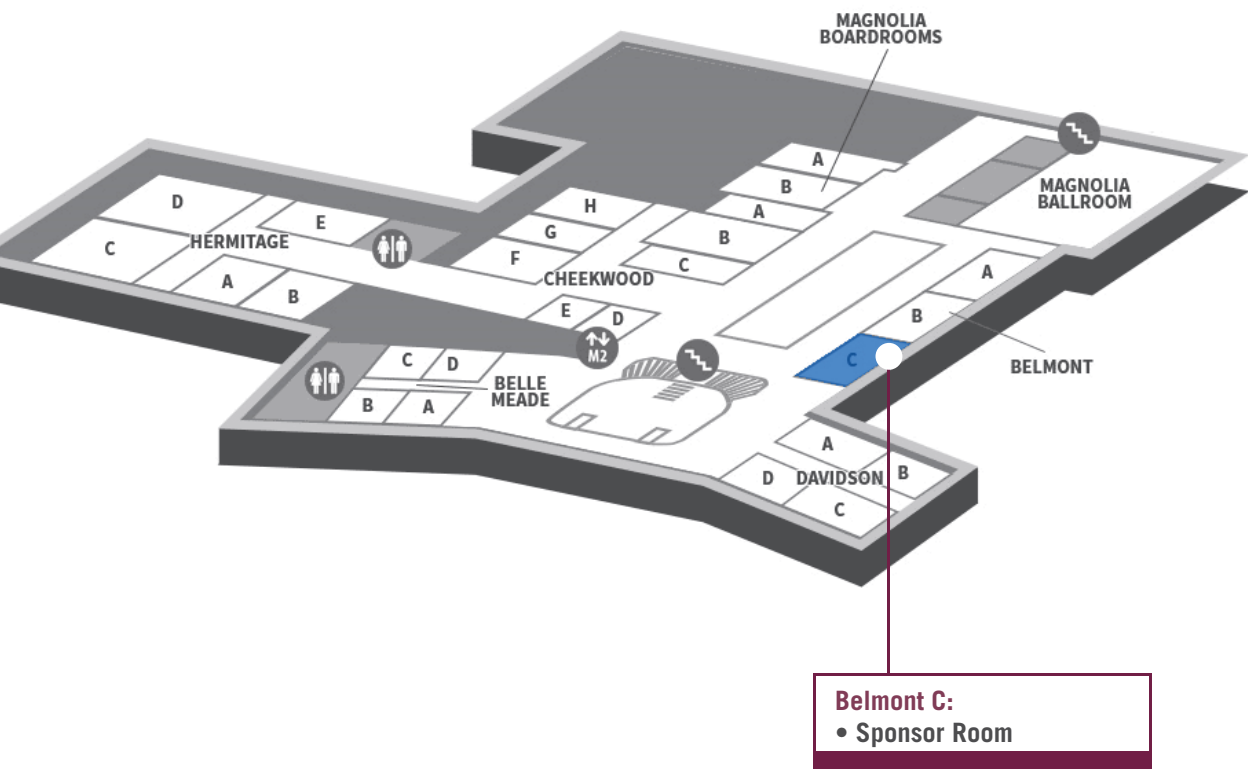 MAGNOLIA
BOARDROOMS
A
B
MAGNOLIA
BALLROOM
D
C
HERMITAGE
E
A
B
H
G
F
CHEEKWOOD
A
B
C
E
D
M2
A
B
C
BELMONT
C
D
BELLE
MEADE
B
A
A
B
D
DAVIDSON
C
Belmont C:
• Sponsor Room